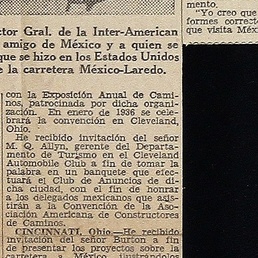 mento.
"Yo creo que
formes correct
que visita Méx
ctor Gral. de la Inter-American
amigo de México y a quien se
que se hizo en los Estados Unidos
e la carretera México-Laredo.
con la Exposición Anual de Cami-
nos, patrocinada por dicha organi-
zación. En enero de 1936 se cele-
brará la convención en Cleveland,
Ohio.
He recibido invitación del señor
M. Q. Allyn, gerente del Departa-
mento de Turismo en el Cleveland
Automobile Club a fin de tomar la
palabra en un banquete que efec-
tuará el Club de Anuncios de di-
cha ciudad, con el fin de honrar
a los delegados mexicanos que asis-
tirán a la Convención de la Aso-
ciación Americana de Constructores
de Caminos.
CINCINNATI, Ohio.—He recibido
invitación del señor Burton a fin
de presentar los proyectos sobre la
carretera a México, ilustrándolos